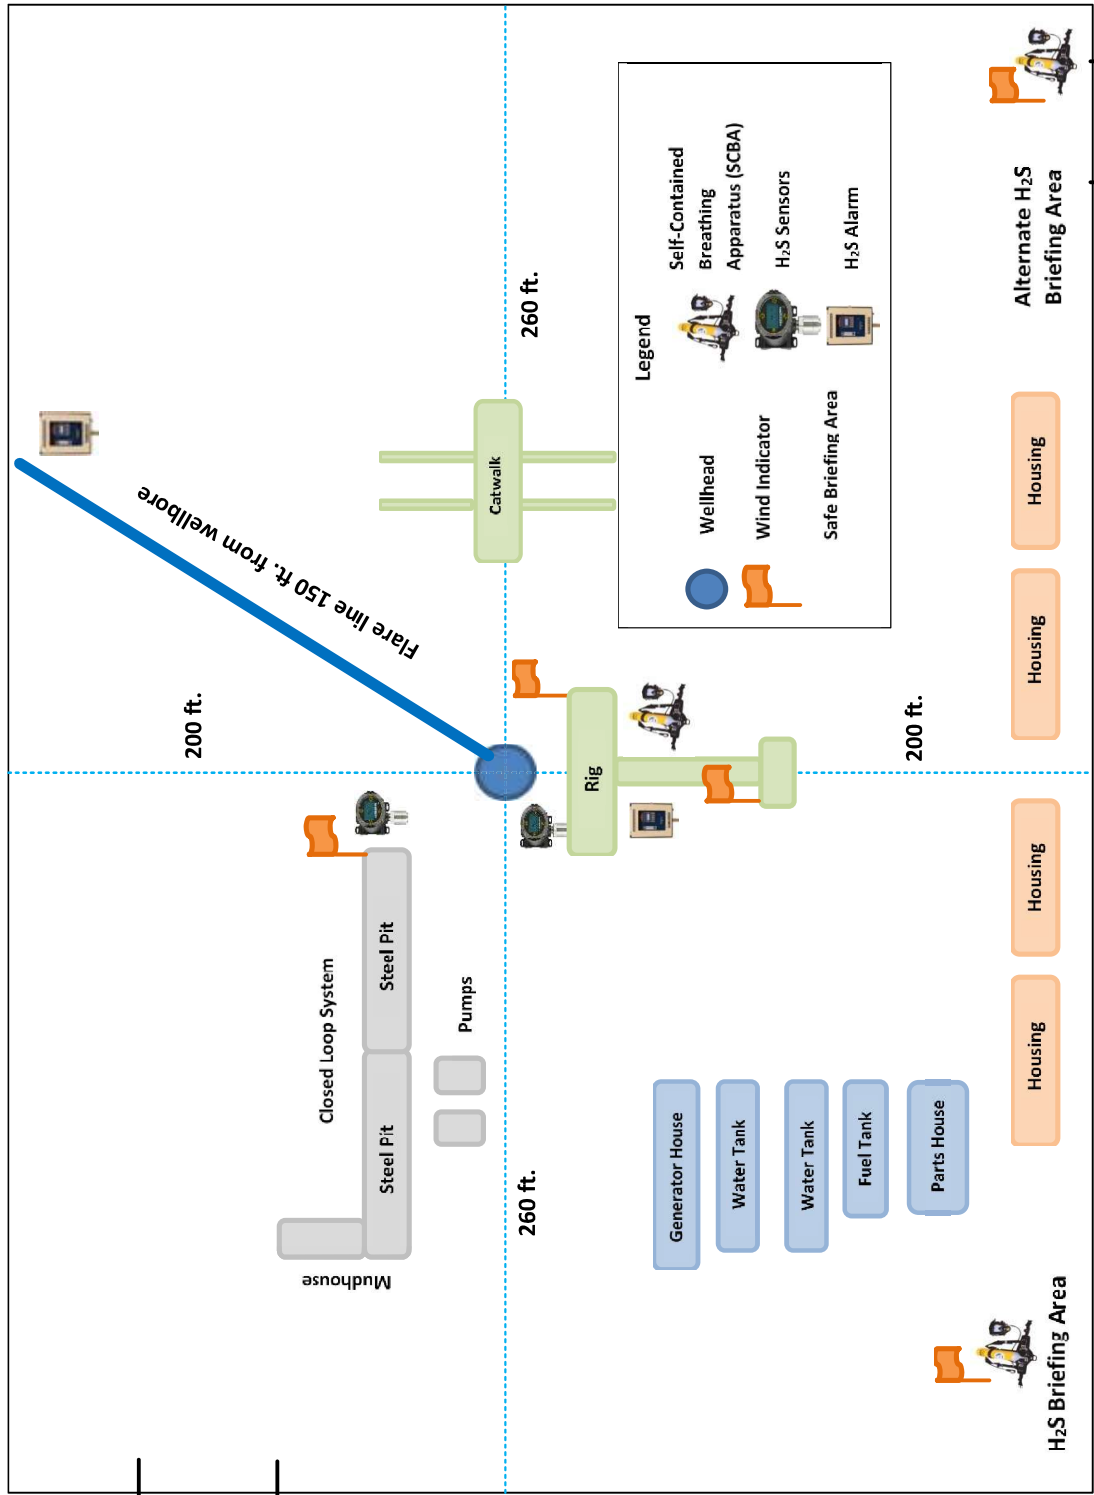 Flare line 150 ft. from wellbore
200 ft.
260 ft.
Catwalk
Rig
Closed Loop System
Steel Pit
Steel Pit
Pumps
Mudhouse
260 ft.
200 ft.
Legend
Wellhead
Wind Indicator
Safe Briefing Area
Self-Contained
Breathing
Apparatus (SCBA)
H₂S Sensors
H₂S Alarm
Generator House
Water Tank
Water Tank
Fuel Tank
Parts House
Housing
Housing
Housing
Housing
H₂S Briefing Area
Alternate H₂S
Briefing Area